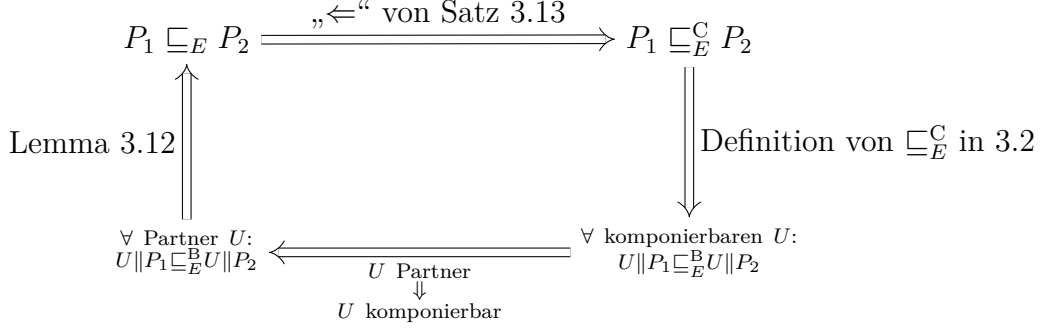 „⇐“ von Satz 3.13
P₁ ⊑_E P₂
P₁ ⊑_E^C P₂
Lemma 3.12
Definition von ⊑_E^C in 3.2
∀ Partner U:
U‖P₁⊑_E^B U‖P₂
∀ komponierbaren U:
U‖P₁⊑_E^B U‖P₂
U Partner
⇓
U komponierbar